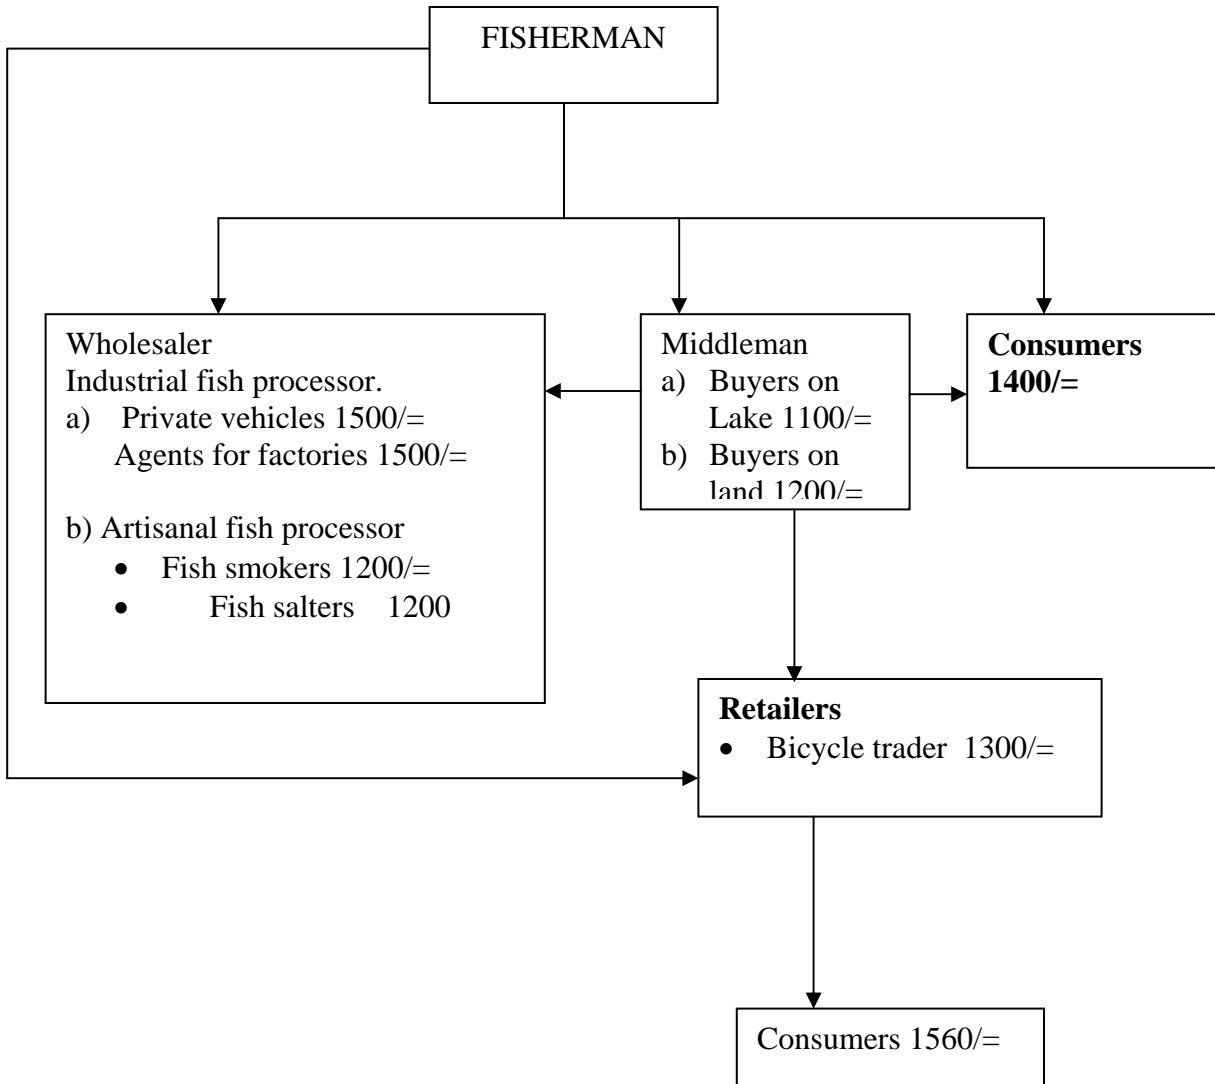 FISHERMAN
Wholesaler
Industrial fish processor.
a) Private vehicles 1500/=
Agents for factories 1500/=
b) Artisanal fish processor
• Fish smokers 1200/=
• Fish salters 1200
Middleman
a) Buyers on
Lake 1100/=
b) Buyers on
land 1200/=
Consumers
1400/=
Retailers
• Bicycle trader 1300/=
Consumers 1560/=